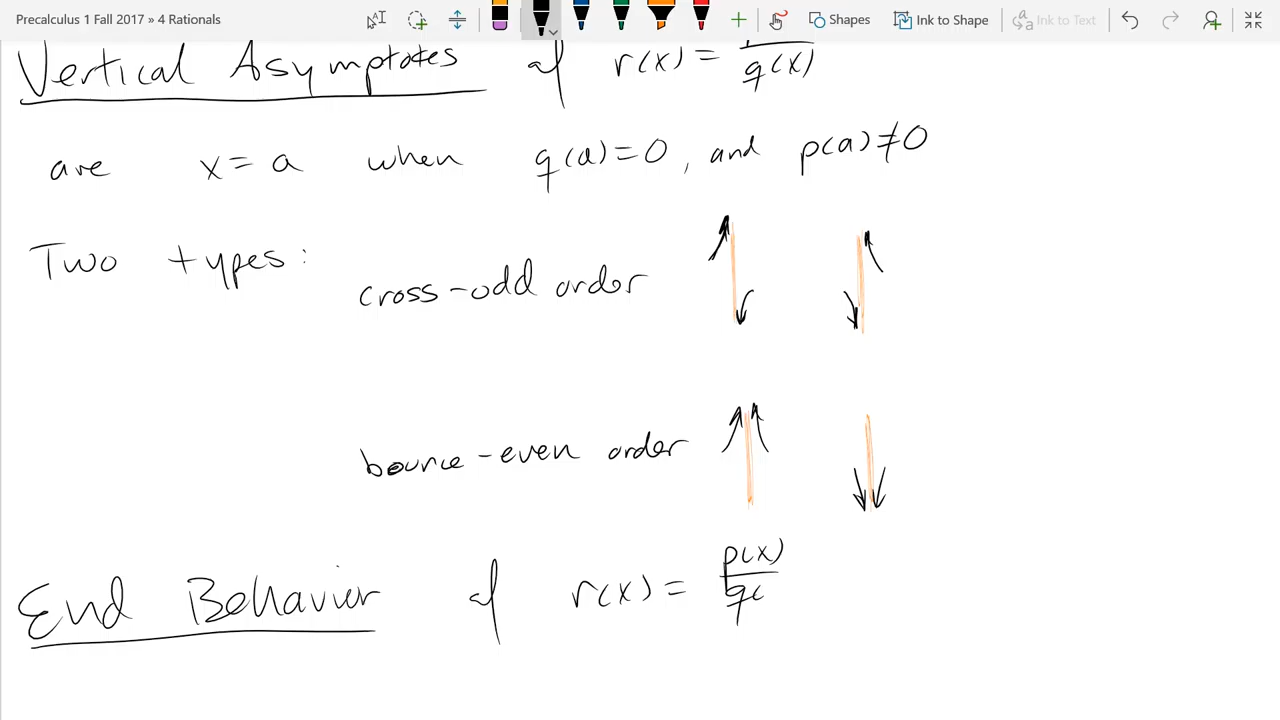 Precalculus 1 Fall 2017 » 4 Rationals
Shapes
Ink to Shape
Ink to Text
Vertical Asymptotes of r(x) = / q(x)
are x = a when q(a)=0, and p(a)≠0
Two types:
cross-odd order
bounce-even order
End Behavior of r(x) = p(x)/q(